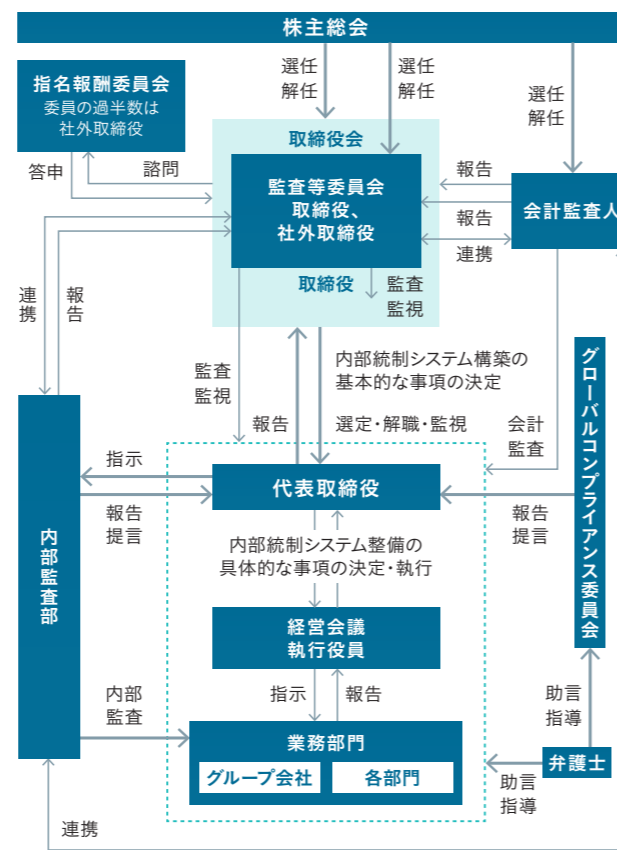 株主総会
指名報酬委員会
委員の過半数は
社外取締役
選任
解任
選任
解任
選任
解任
答申
諮問
取締役会
監査等委員会
取締役、
社外取締役
取締役
監査
監視
報告
報告
連携
会計監査人
連携
報告
監査
監視
報告
内部統制システム構築の
基本的な事項の決定
選定・解職・監視
会計
監査
グローバルコンプライアンス委員会
指示
代表取締役
報告
提言
報告
提言
内部監査部
内部統制システム整備の
具体的な事項の決定・執行
経営会議
執行役員
指示
報告
内部
監査
業務部門
グループ会社
各部門
助言
指導
弁護士
助言
指導
連携